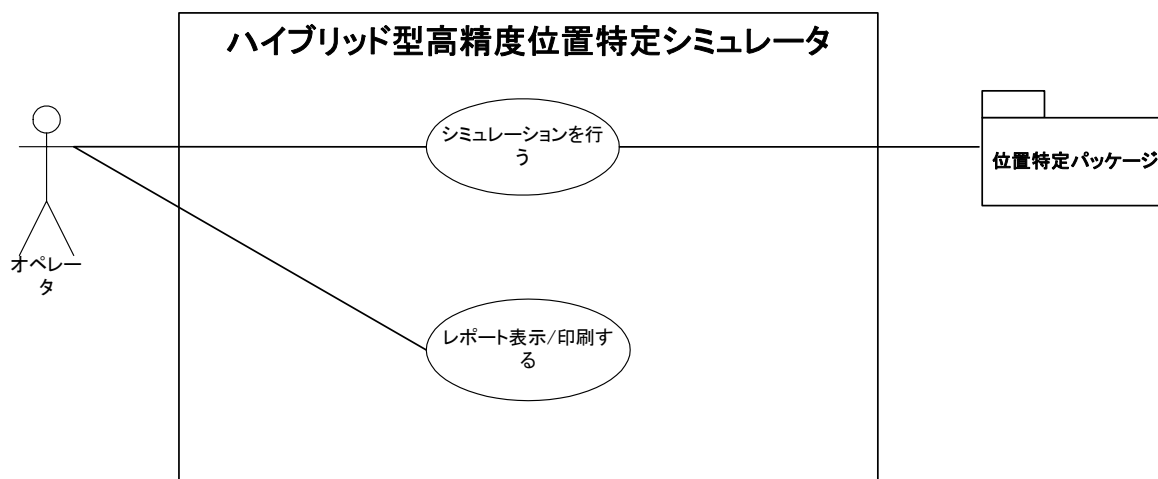 ハイブリッド型高精度位置特定シミュレータ
シミュレーションを行
う
位置特定パッケージ
オペレー
タ
レポート表示/印刷す
る